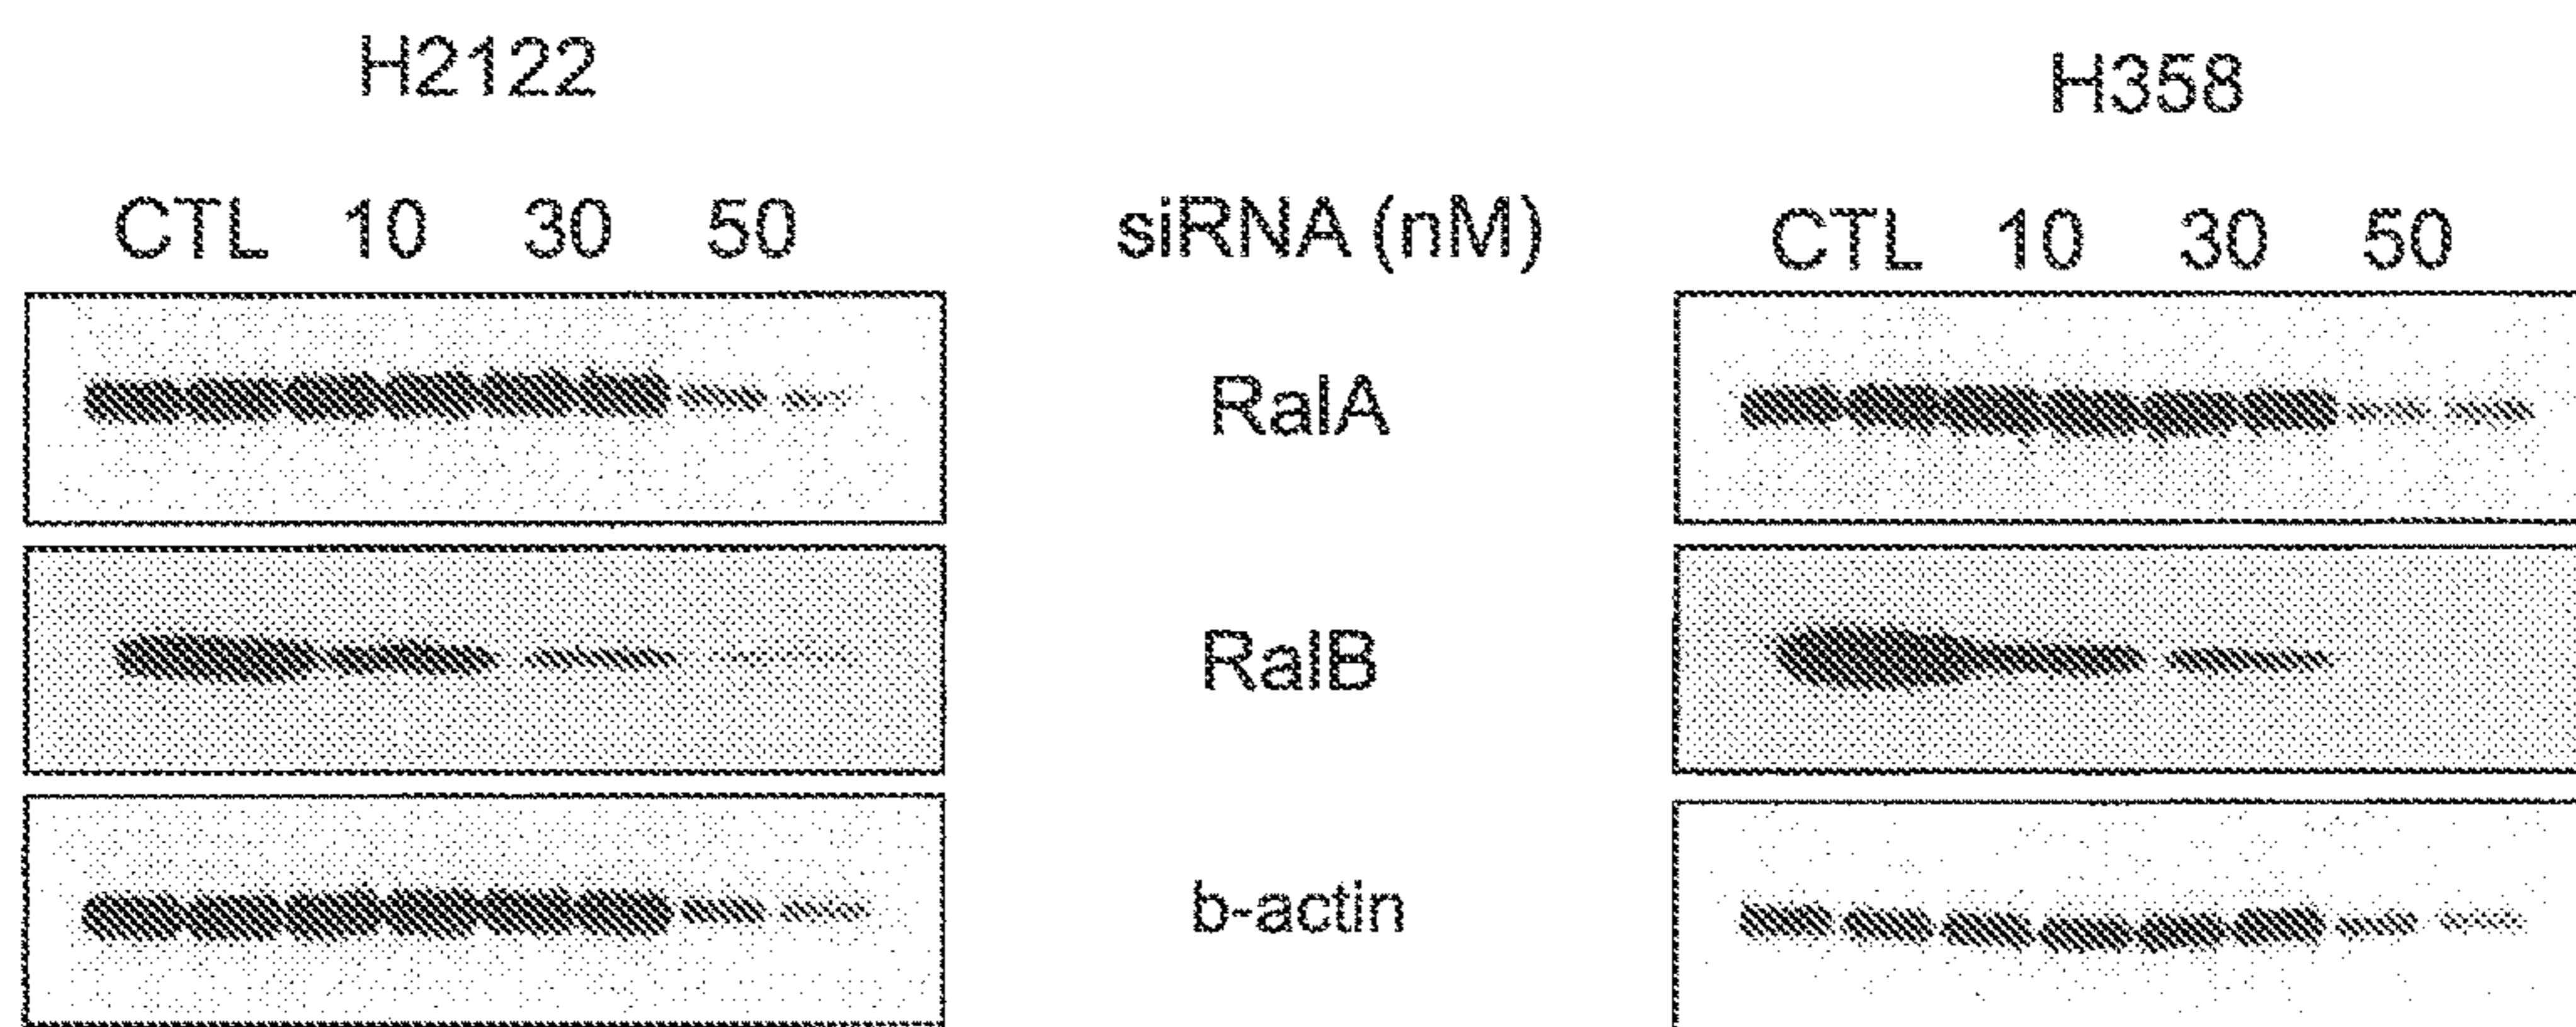 H2122
H358
CTL 10 30 50
siRNA (nM)
CTL 10 30 50
RalA
RalB
b-actin